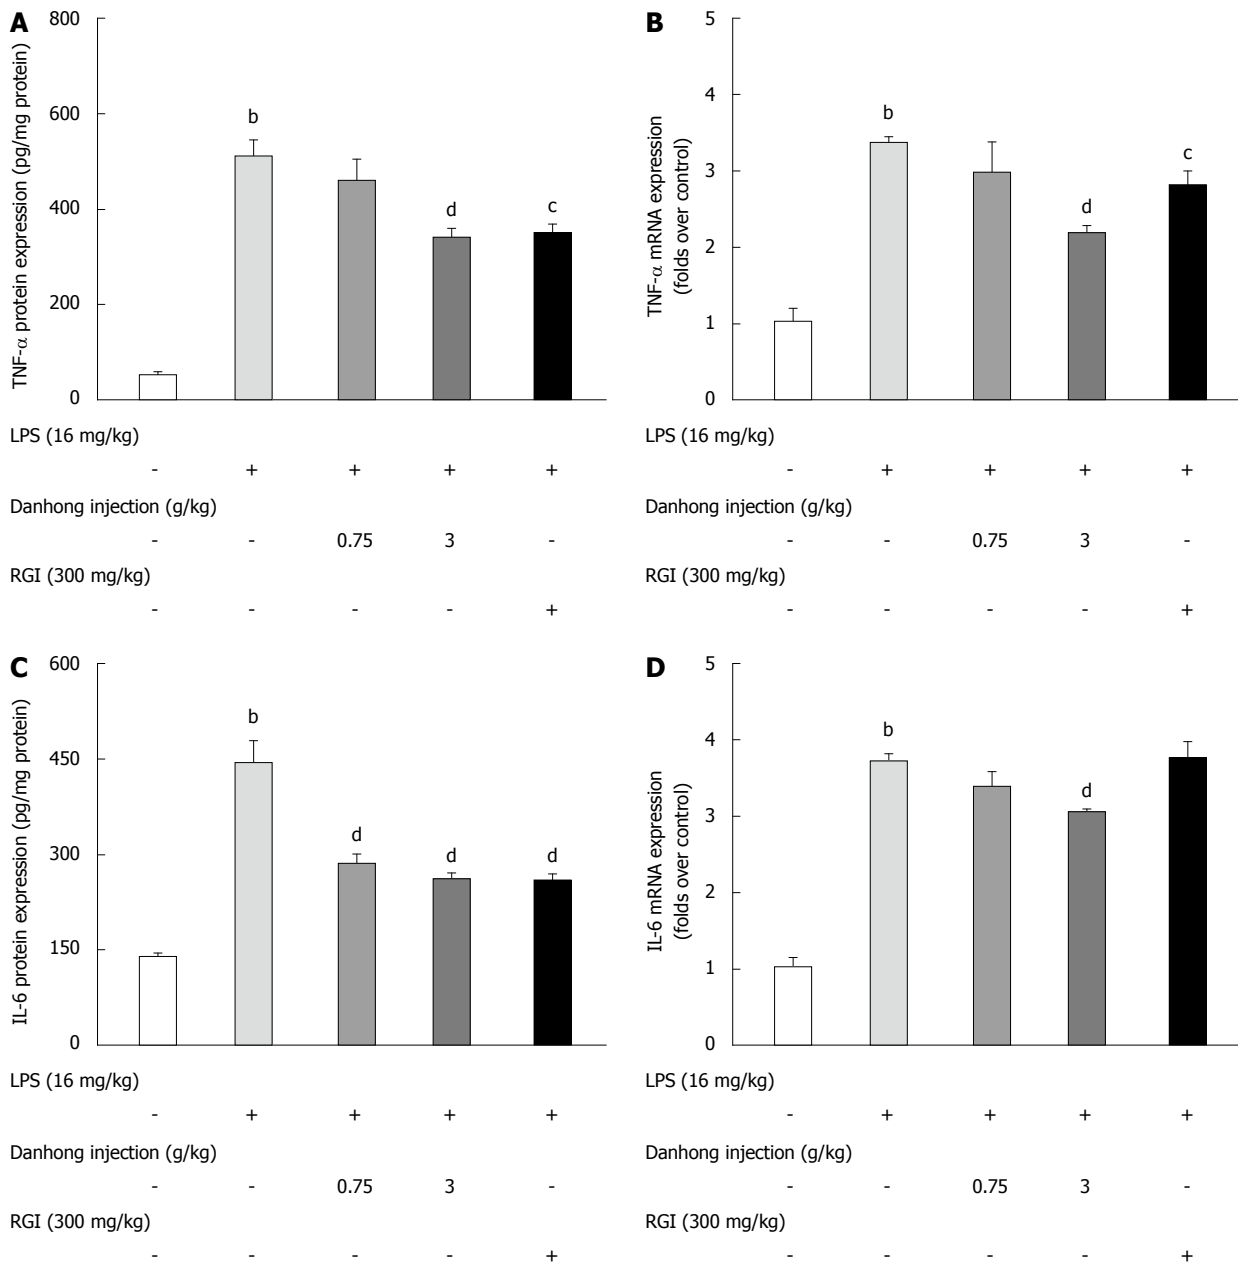 A
TNF-α protein expression (pg/mg protein)
800
600
400
200
0
b
d
c
LPS (16 mg/kg)
- + + + +
Danhong injection (g/kg)
- - 0.75 3 -
RGI (300 mg/kg)
- - - - +
B
TNF-α mRNA expression
(folds over control)
5
4
3
2
1
0
b
d
c
LPS (16 mg/kg)
- + + + +
Danhong injection (g/kg)
- - 0.75 3 -
RGI (300 mg/kg)
- - - - +
C
IL-6 protein expression (pg/mg protein)
600
450
300
150
0
b
d
d
d
LPS (16 mg/kg)
- + + + +
Danhong injection (g/kg)
- - 0.75 3 -
RGI (300 mg/kg)
- - - - +
D
IL-6 mRNA expression
(folds over control)
5
4
3
2
1
0
b
d
LPS (16 mg/kg)
- + + + +
Danhong injection (g/kg)
- - 0.75 3 -
RGI (300 mg/kg)
- - - - +